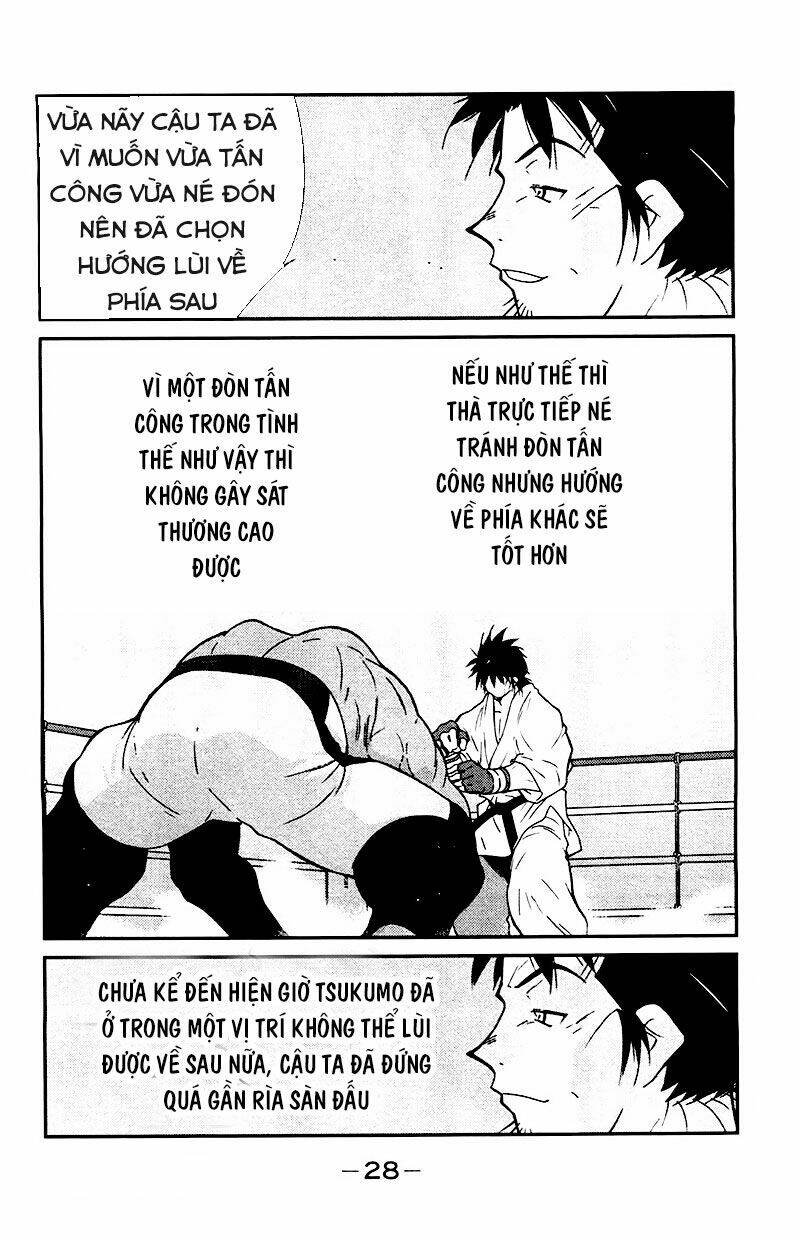 VỪA NÃY CẬU TA ĐÃ
VÌ MUỐN VỪA TẤN
CÔNG VỪA NÉ ĐÓN
NÊN ĐÃ CHỌN
HƯỚNG LÙI VỀ
PHÍA SAU
NẾU NHƯ THẾ THÌ
THÀ TRỰC TIẾP NÉ
TRÁNH ĐÒN TẤN
CÔNG NHƯNG HƯỚNG
VỀ PHÍA KHÁC SẼ
TỐT HƠN
VÌ MỘT ĐÒN TẤN
CÔNG TRONG TÌNH
THẾ NHƯ VẬY THÌ
KHÔNG GÂY SÁT
THƯƠNG CAO
ĐƯỢC
CHƯA KỂ ĐẾN HIỆN GIỜ TSUKUMO ĐÃ
Ở TRONG MỘT VỊ TRÍ KHÔNG THỂ LÙI
ĐƯỢC VỀ SAU NỮA, CẬU TA ĐÃ ĐỨNG
QUÁ GẦN RÌA SÀN ĐẤU
—28—